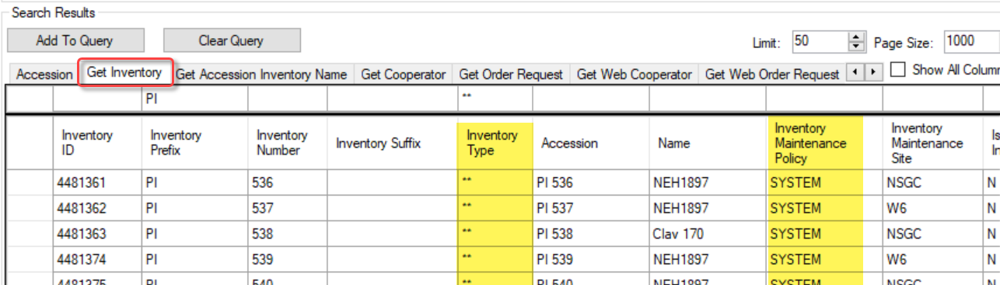 Search Results
Add To Query Clear Query Limit: 50 Page Size: 1000
Accession Get Inventory Get Accession Inventory Name Get Cooperator Get Order Request Get Web Cooperator Get Web Order Request Show All Column
PI **
Inventory ID Inventory Prefix Inventory Number Inventory Suffix Inventory Type Accession Name Inventory Maintenance Policy Inventory Maintenance Site Is In
4481361 PI 536 ** PI 536 NEH1897 SYSTEM NSGC N
4481362 PI 537 ** PI 537 NEH1897 SYSTEM W6 N
4481363 PI 538 ** PI 538 Clav 170 SYSTEM NSGC N
4481374 PI 539 ** PI 539 NEH1897 SYSTEM W6 N
4481375 PI 540 ** PI 540 NEH1897 SYSTEM NSGC N